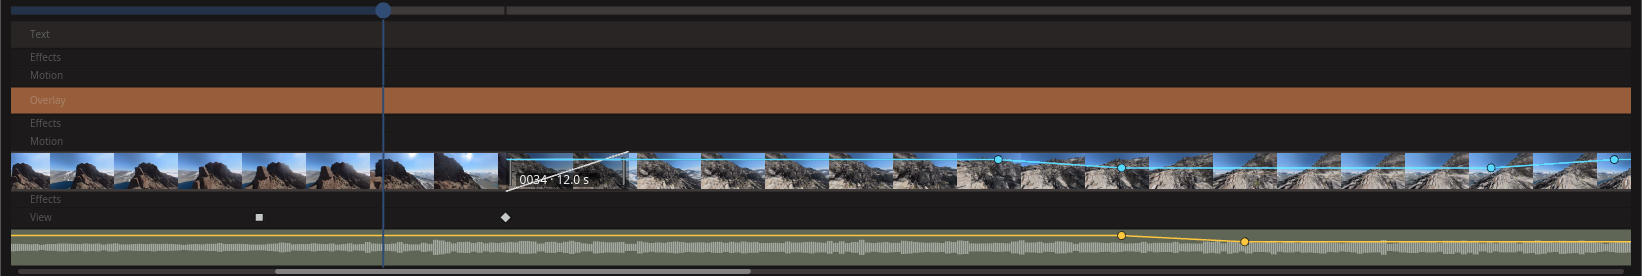 Text
Effects
Motion
Overlay
Effects
Motion
0034 · 12.0 s
Effects
View